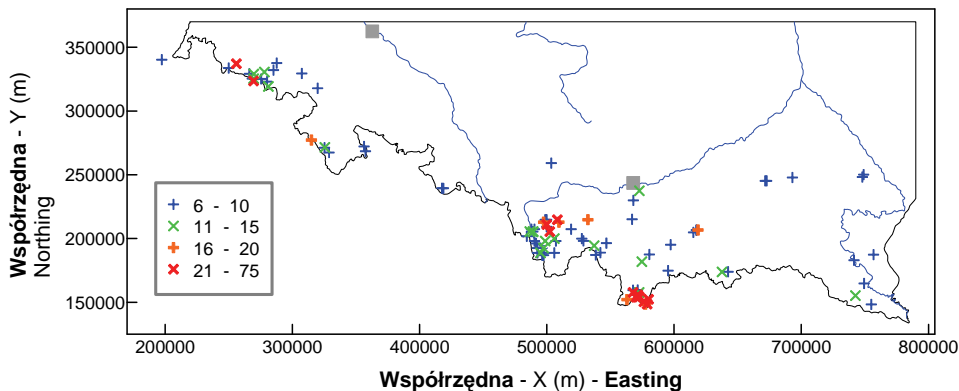 350000
300000
250000
200000
150000
Współrzędna - Y (m)
Northing
6 - 10
11 - 15
16 - 20
21 - 75
200000 300000 400000 500000 600000 700000 800000
Współrzędna - X (m) - Easting